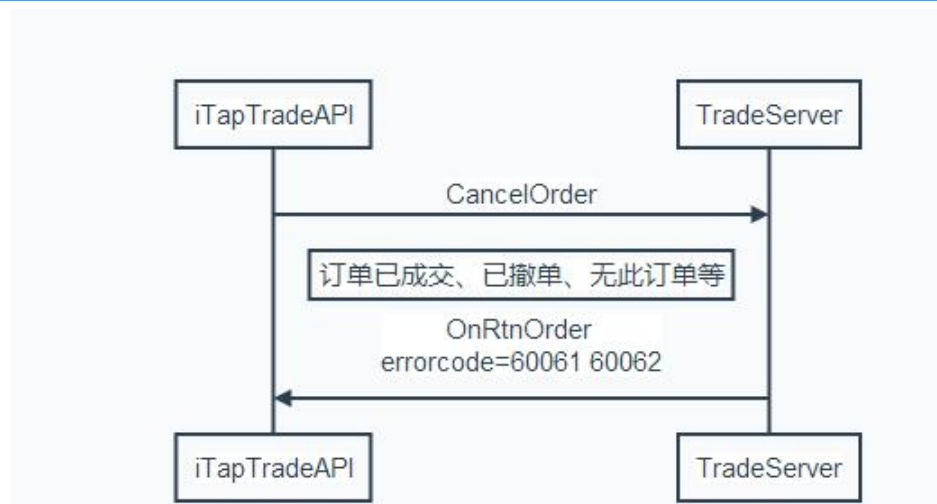 iTapTradeAPI
TradeServer
CancelOrder
订单已成交、已撤单、无此订单等
OnRtnOrder
errorcode=60061 60062
iTapTradeAPI
TradeServer